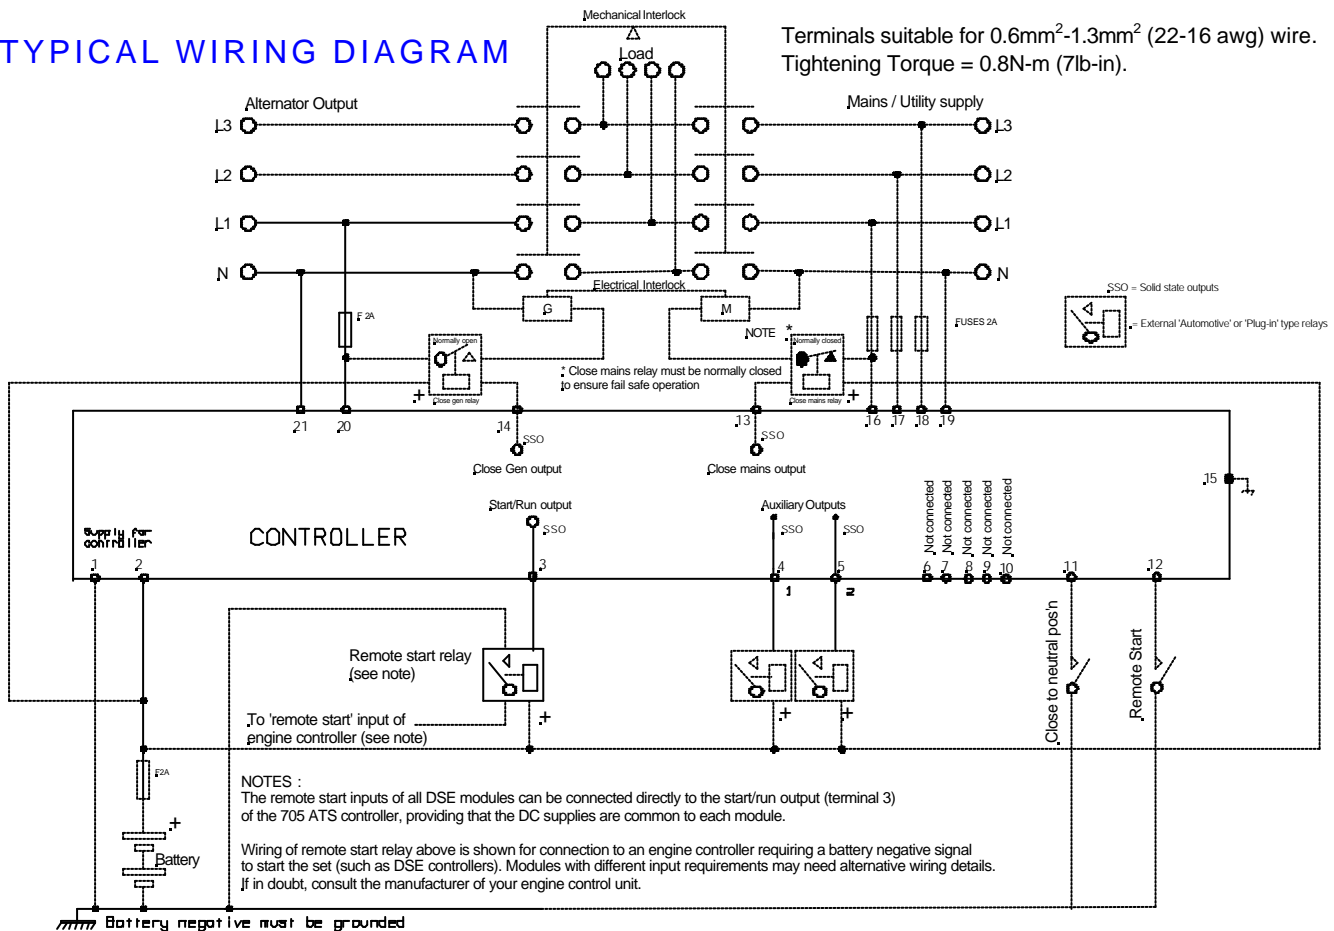 Mechanical Interlock
TYPICAL WIRING DIAGRAM
Terminals suitable for 0.6mm²-1.3mm² (22-16 awg) wire.
Tightening Torque = 0.8N-m (7lb-in).
Load
Alternator Output
Mains / Utility supply
L3
L3
L2
L2
L1
L1
N
N
Electrical Interlock
SSO = Solid state outputs
= External 'Automotive' or 'Plug-in' type relays
G
M
F 2A
NOTE *
FUSES 2A
Normally open
Normally closed
* Close mains relay must be normally closed
to ensure fail safe operation
+
Close gen relay
Close mains relay
+
21
20
14
13
16
17
18
19
SSO
SSO
Close Gen output
Close mains output
15
Start/Run output
Auxiliary Outputs
Not connected
Not connected
Not connected
Not connected
Not connected
SSO
SSO
SSO
Supply for
controller
CONTROLLER
1
2
3
4
5
6
7
8
9
10
11
12
1
2
Remote start relay
(see note)
Close to neutral pos'n
Remote Start
To 'remote start' input of
engine controller (see note)
+
+
+
F2A
NOTES :
The remote start inputs of all DSE modules can be connected directly to the start/run output (terminal 3)
of the 705 ATS controller, providing that the DC supplies are common to each module.
+
Battery
Wiring of remote start relay above is shown for connection to an engine controller requiring a battery negative signal
to start the set (such as DSE controllers). Modules with different input requirements may need alternative wiring details.
If in doubt, consult the manufacturer of your engine control unit.
Battery negative must be grounded